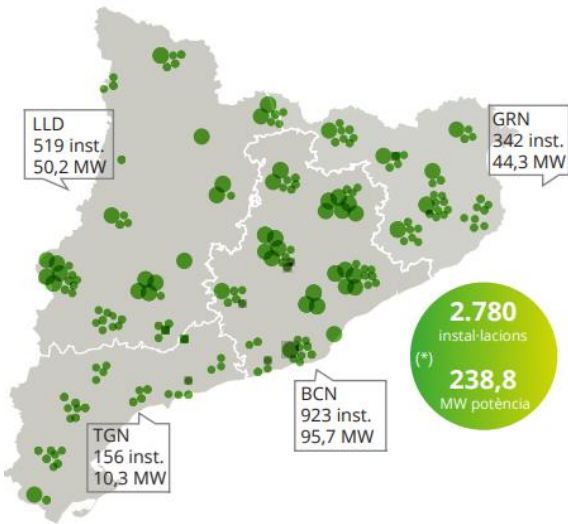 LLD
519 inst.
50,2 MW
GRN
342 inst.
44,3 MW
2.780
instal·lacions
(*)
238,8
MW potència
BCN
923 inst.
95,7 MW
TGN
156 inst.
10,3 MW